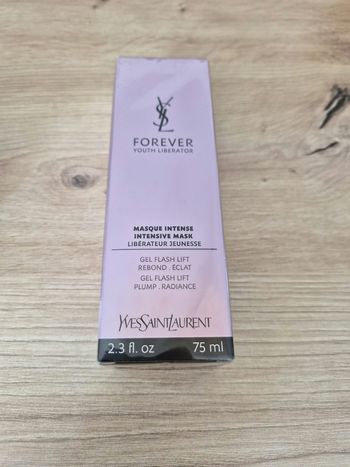 YSL
FOREVER
YOUTH LIBERATOR
MASQUE INTENSE
INTENSIVE MASK
LIBÉRATEUR JEUNESSE
GEL FLASH LIFT
REBOND . ÉCLAT
GEL FLASH LIFT
PLUMP . RADIANCE
YVESSAINTLAURENT
2.3 fl. oz 75 ml